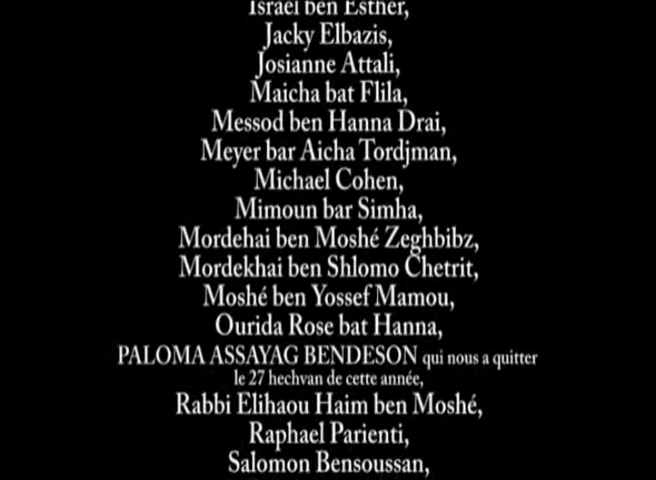 Israel ben Esther,
Jacky Elbazis,
Josianne Attali,
Maicha bat Flila,
Messod ben Hanna Drai,
Meyer bar Aicha Tordjman,
Michael Cohen,
Mimoun bar Simha,
Mordehai ben Moshé Zeghbibz,
Mordekhai ben Shlomo Chetrit,
Moshé ben Yossef Mamou,
Ourida Rose bat Hanna,
PALOMA ASSAYAG BENDESON qui nous a quitter
le 27 hechvan de cette année,
Rabbi Elihaou Haim ben Moshé,
Raphael Parienti,
Salomon Bensoussan,